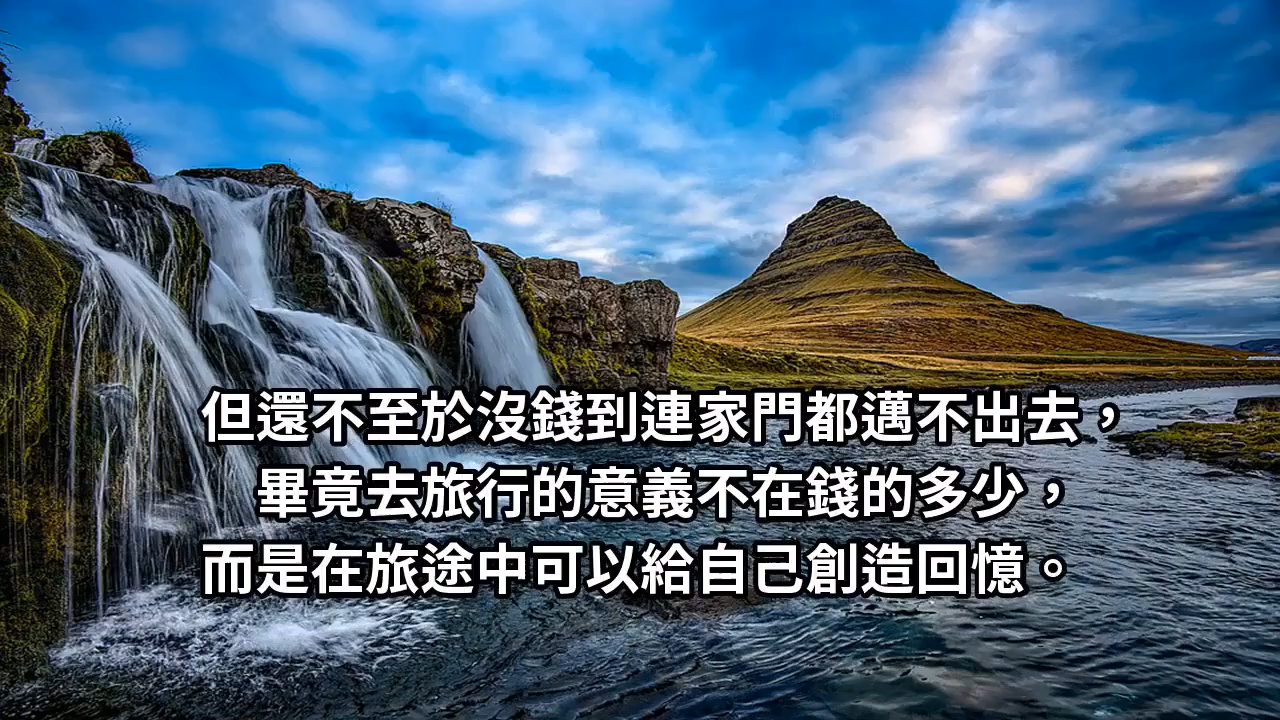 但還不至於沒錢到連家門都邁不出去，
畢竟去旅行的意義不在錢的多少，
而是在旅途中可以給自己創造回憶。